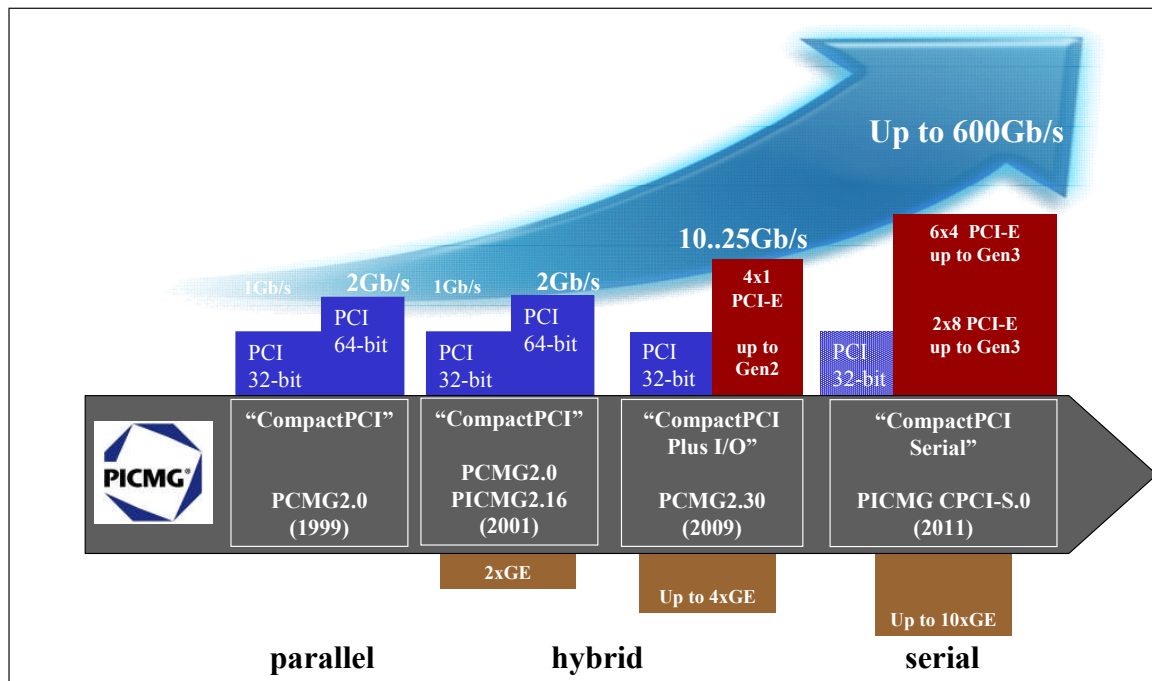 Up to 600Gb/s
10..25Gb/s
1Gb/s
2Gb/s
1Gb/s
2Gb/s
PCI
32-bit
PCI
64-bit
PCI
32-bit
PCI
64-bit
PCI
32-bit
4x1
PCI-E
up to
Gen2
PCI
32-bit
6x4 PCI-E
up to Gen3
2x8 PCI-E
up to Gen3
PICMG®
“CompactPCI”
PCMG2.0
(1999)
“CompactPCI”
PCMG2.0
PICMG2.16
(2001)
“CompactPCI
Plus I/O”
PCMG2.30
(2009)
“CompactPCI
Serial”
PICMG CPCI-S.0
(2011)
2xGE
Up to 4xGE
Up to 10xGE
parallel
hybrid
serial